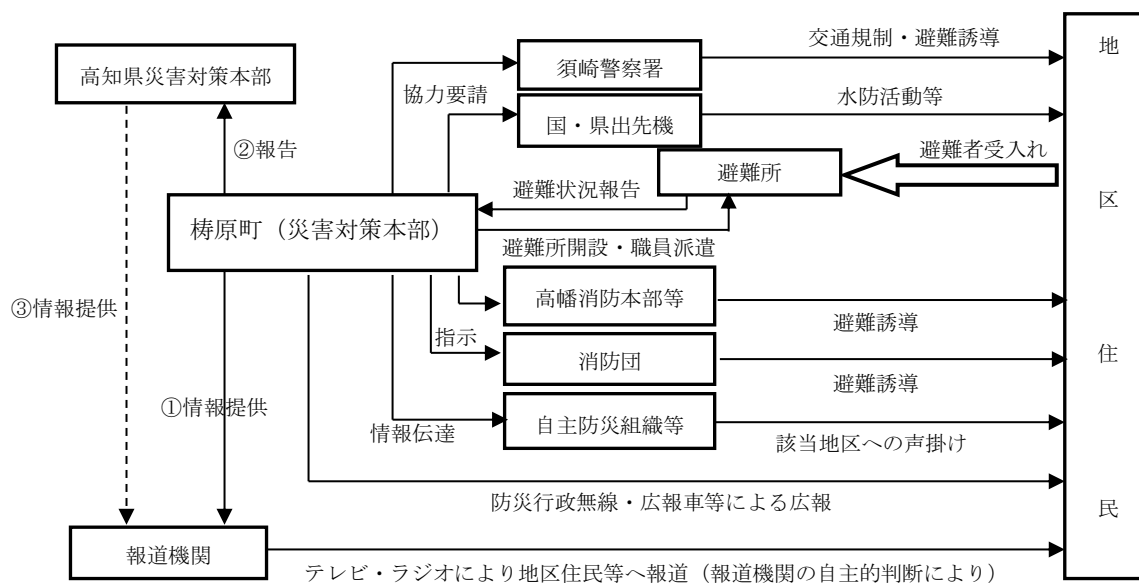 交通規制・避難誘導
地区住民
須崎警察署
高知県災害対策本部
協力要請
水防活動等
国・県出先機
②報告
避難者受入れ
避難所
避難状況報告
梼原町（災害対策本部）
避難所開設・職員派遣
高幡消防本部等
③情報提供
避難誘導
指示
消防団
避難誘導
①情報提供
情報伝達
自主防災組織等
該当地区への声掛け
防災行政無線・広報車等による広報
報道機関
テレビ・ラジオにより地区住民等へ報道（報道機関の自主的判断により）